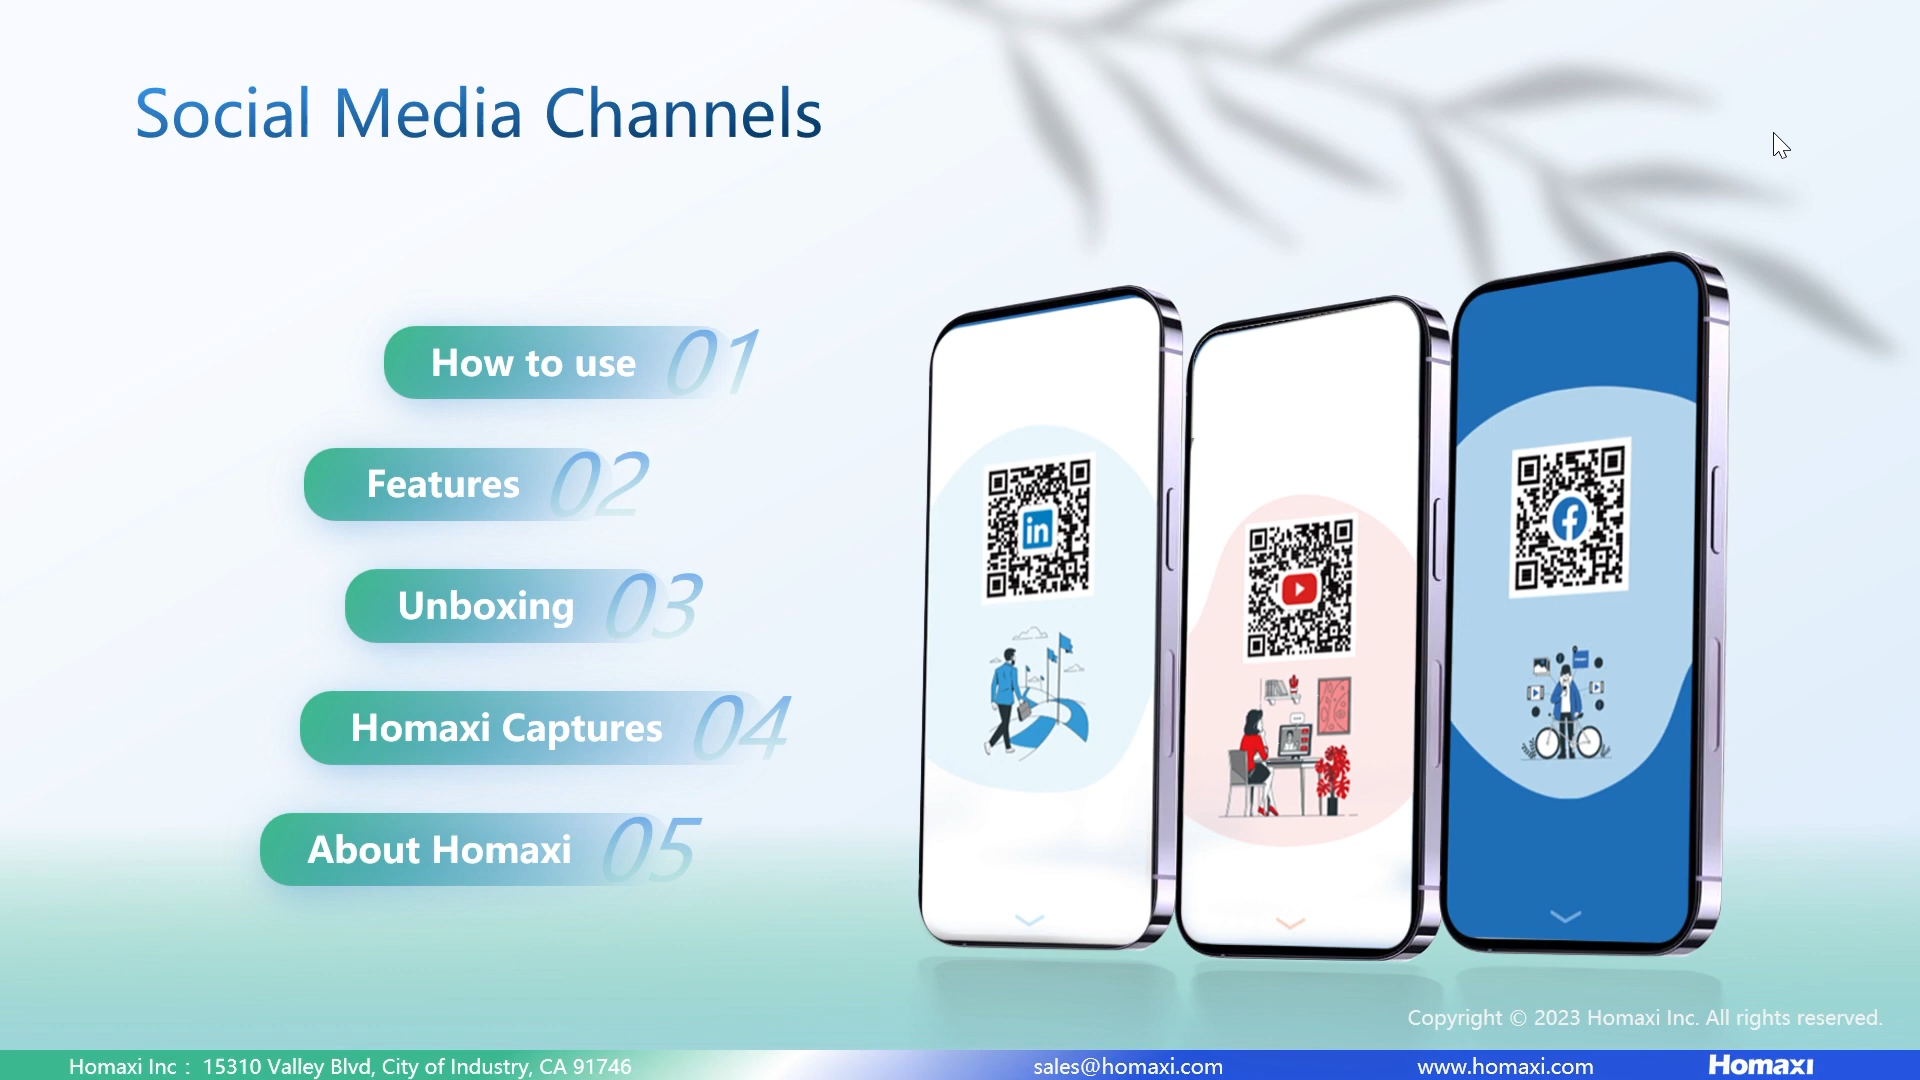 Social Media Channels
How to use 01
Features 02
Unboxing 03
Homaxi Captures 04
About Homaxi 05
in
f
Copyright © 2023 Homaxi Inc. All rights reserved.
Homaxi Inc : 15310 Valley Blvd, City of Industry, CA 91746 sales@homaxi.com www.homaxi.com Homaxi